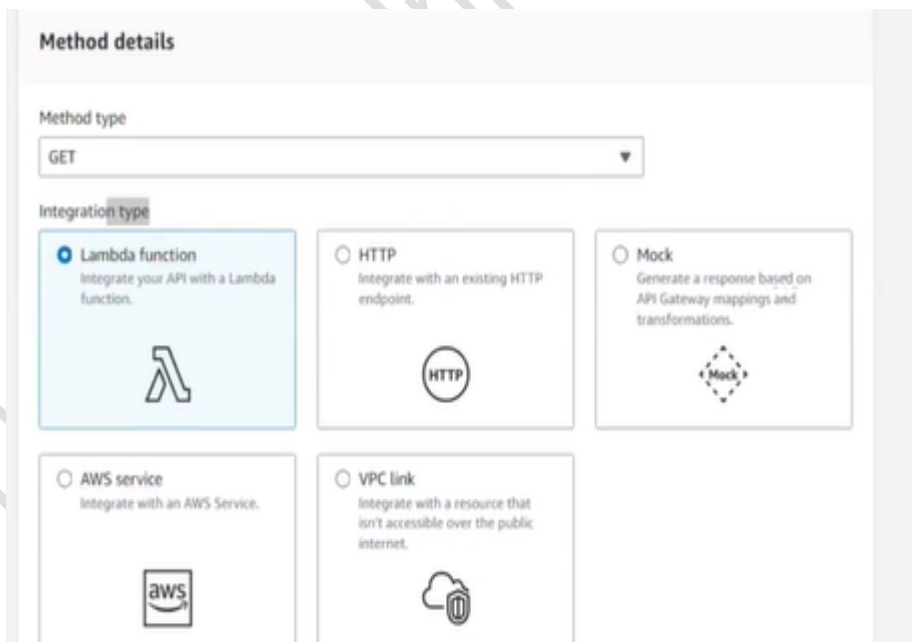 Method details
Method type
GET
Integration type
Lambda function
Integrate your API with a Lambda
function.
HTTP
Integrate with an existing HTTP
endpoint.
HTTP
Mock
Generate a response based on
API Gateway mappings and
transformations.
Mock
AWS service
Integrate with an AWS Service.
aws
VPC link
Integrate with a resource that
isn't accessible over the public
internet.